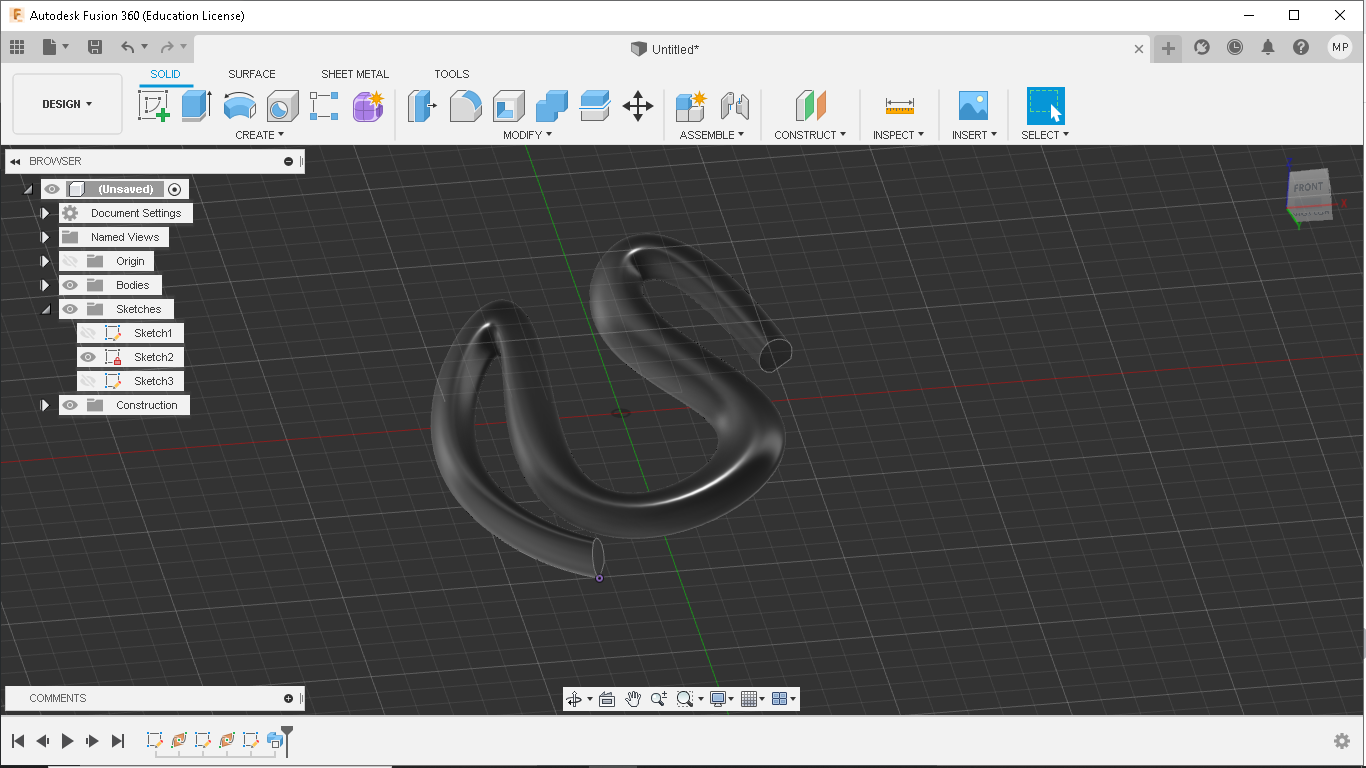 Autodesk Fusion 360 (Education License)
Untitled*
MP
SOLID SURFACE SHEET METAL TOOLS
DESIGN
CREATE MODIFY ASSEMBLE CONSTRUCT INSPECT INSERT SELECT
BROWSER
(Unsaved)
Document Settings
Named Views
Origin
Bodies
Sketches
Sketch1
Sketch2
Sketch3
Construction
FRONT
X
COMMENTS